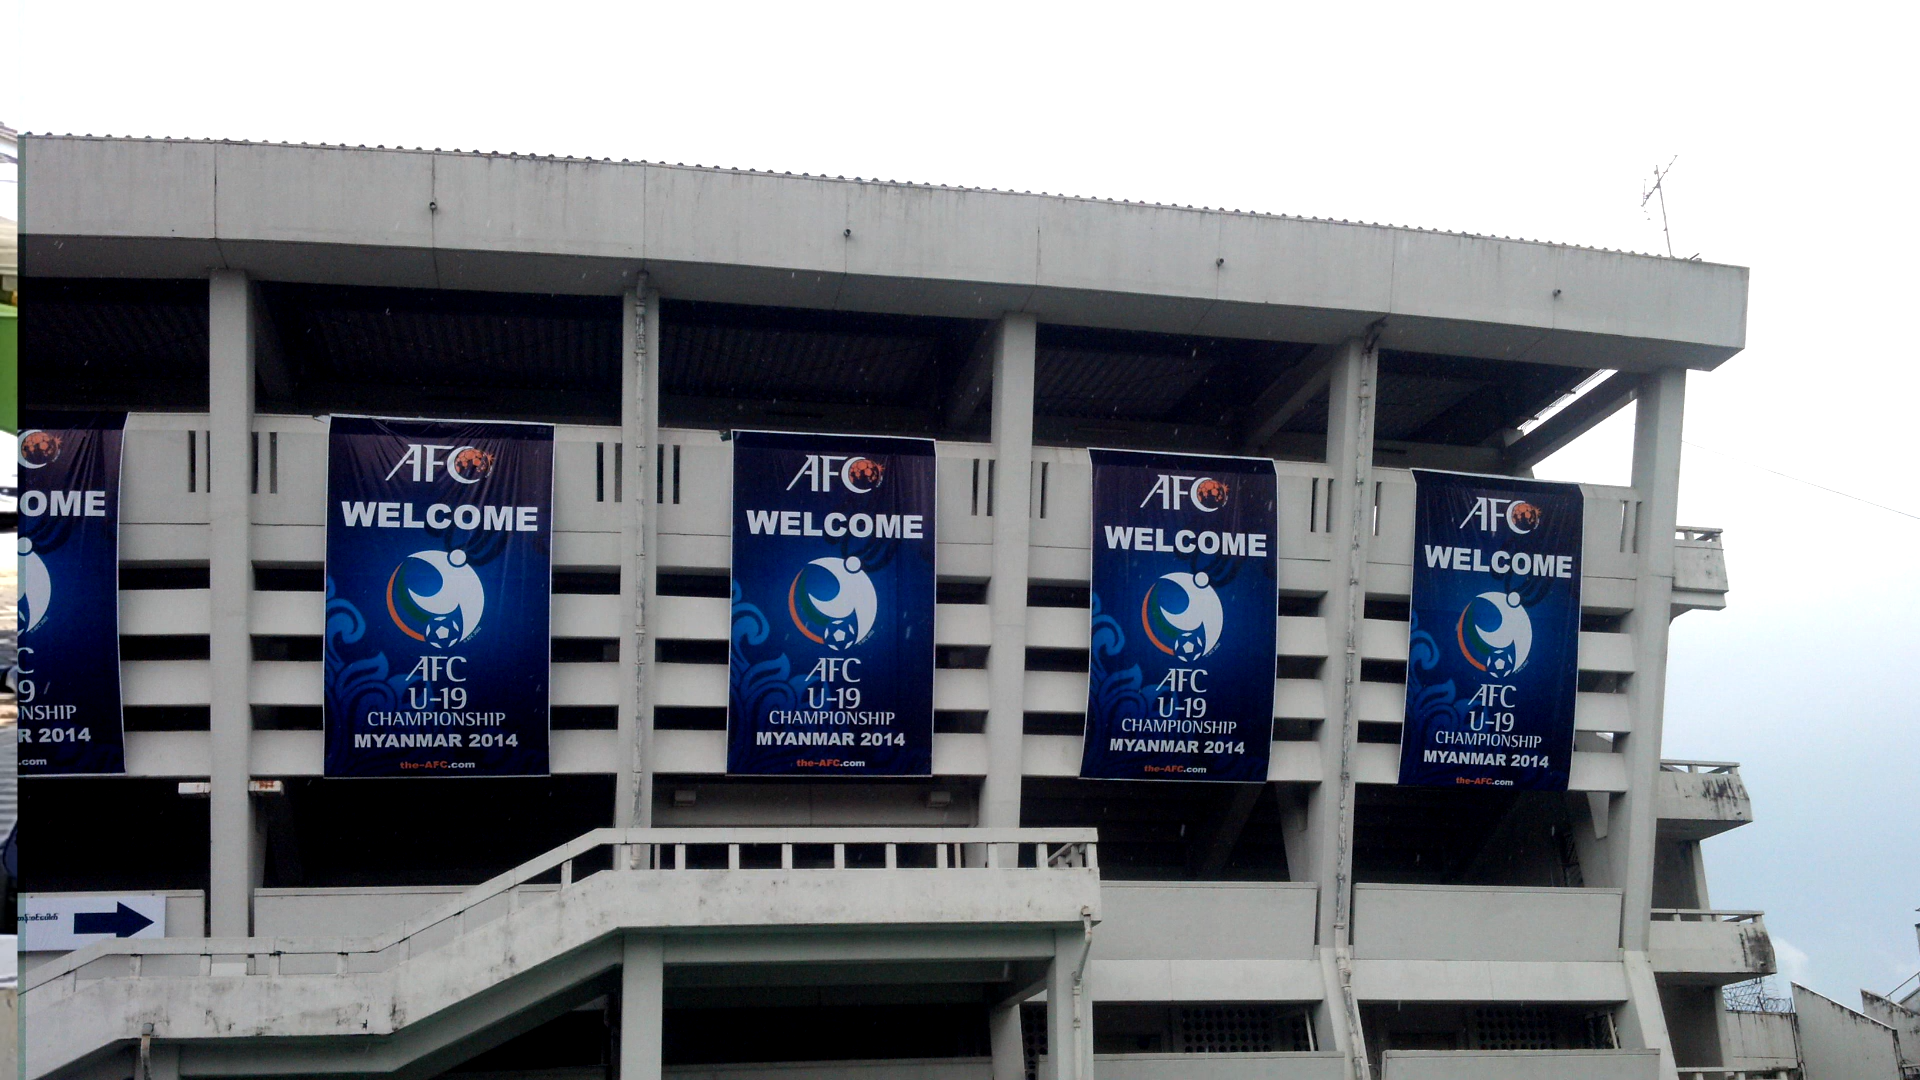 OME
C
9
NSHIP
R 2014
.com
AFC
WELCOME
AFC
U-19
CHAMPIONSHIP
MYANMAR 2014
the-AFC.com
AFC
WELCOME
AFC
U-19
CHAMPIONSHIP
MYANMAR 2014
the-AFC.com
AFC
WELCOME
AFC
U-19
CHAMPIONSHIP
MYANMAR 2014
the-AFC.com
AFC
WELCOME
AFC
U-19
CHAMPIONSHIP
MYANMAR 2014
the-AFC.com